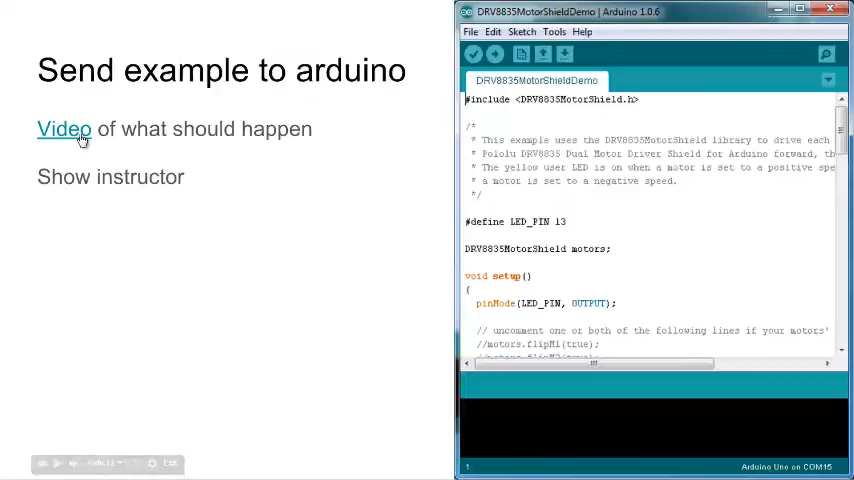 Send example to arduino
Video of what should happen
Show instructor
Exit
DRV8835MotorShieldDemo | Arduino 1.0.6
File Edit Sketch Tools Help
DRV8835MotorShieldDemo
#include <DRV8835MotorShield.h>
/*
* This example uses the DRV8835MotorShield library to drive each
* Pololu DRV8835 Dual Motor Driver Shield for Arduino forward, th
* The yellow user LED is on when a motor is set to a positive spe
* a motor is set to a negative speed.
*/
#define LED_PIN 13
DRV8835MotorShield motors;
void setup()
{
pinMode(LED_PIN, OUTPUT);
// uncomment one or both of the following lines if your motors'
//motors.flipM1(true);
//motors.flipM2(true);
1
Arduino Uno on COM15